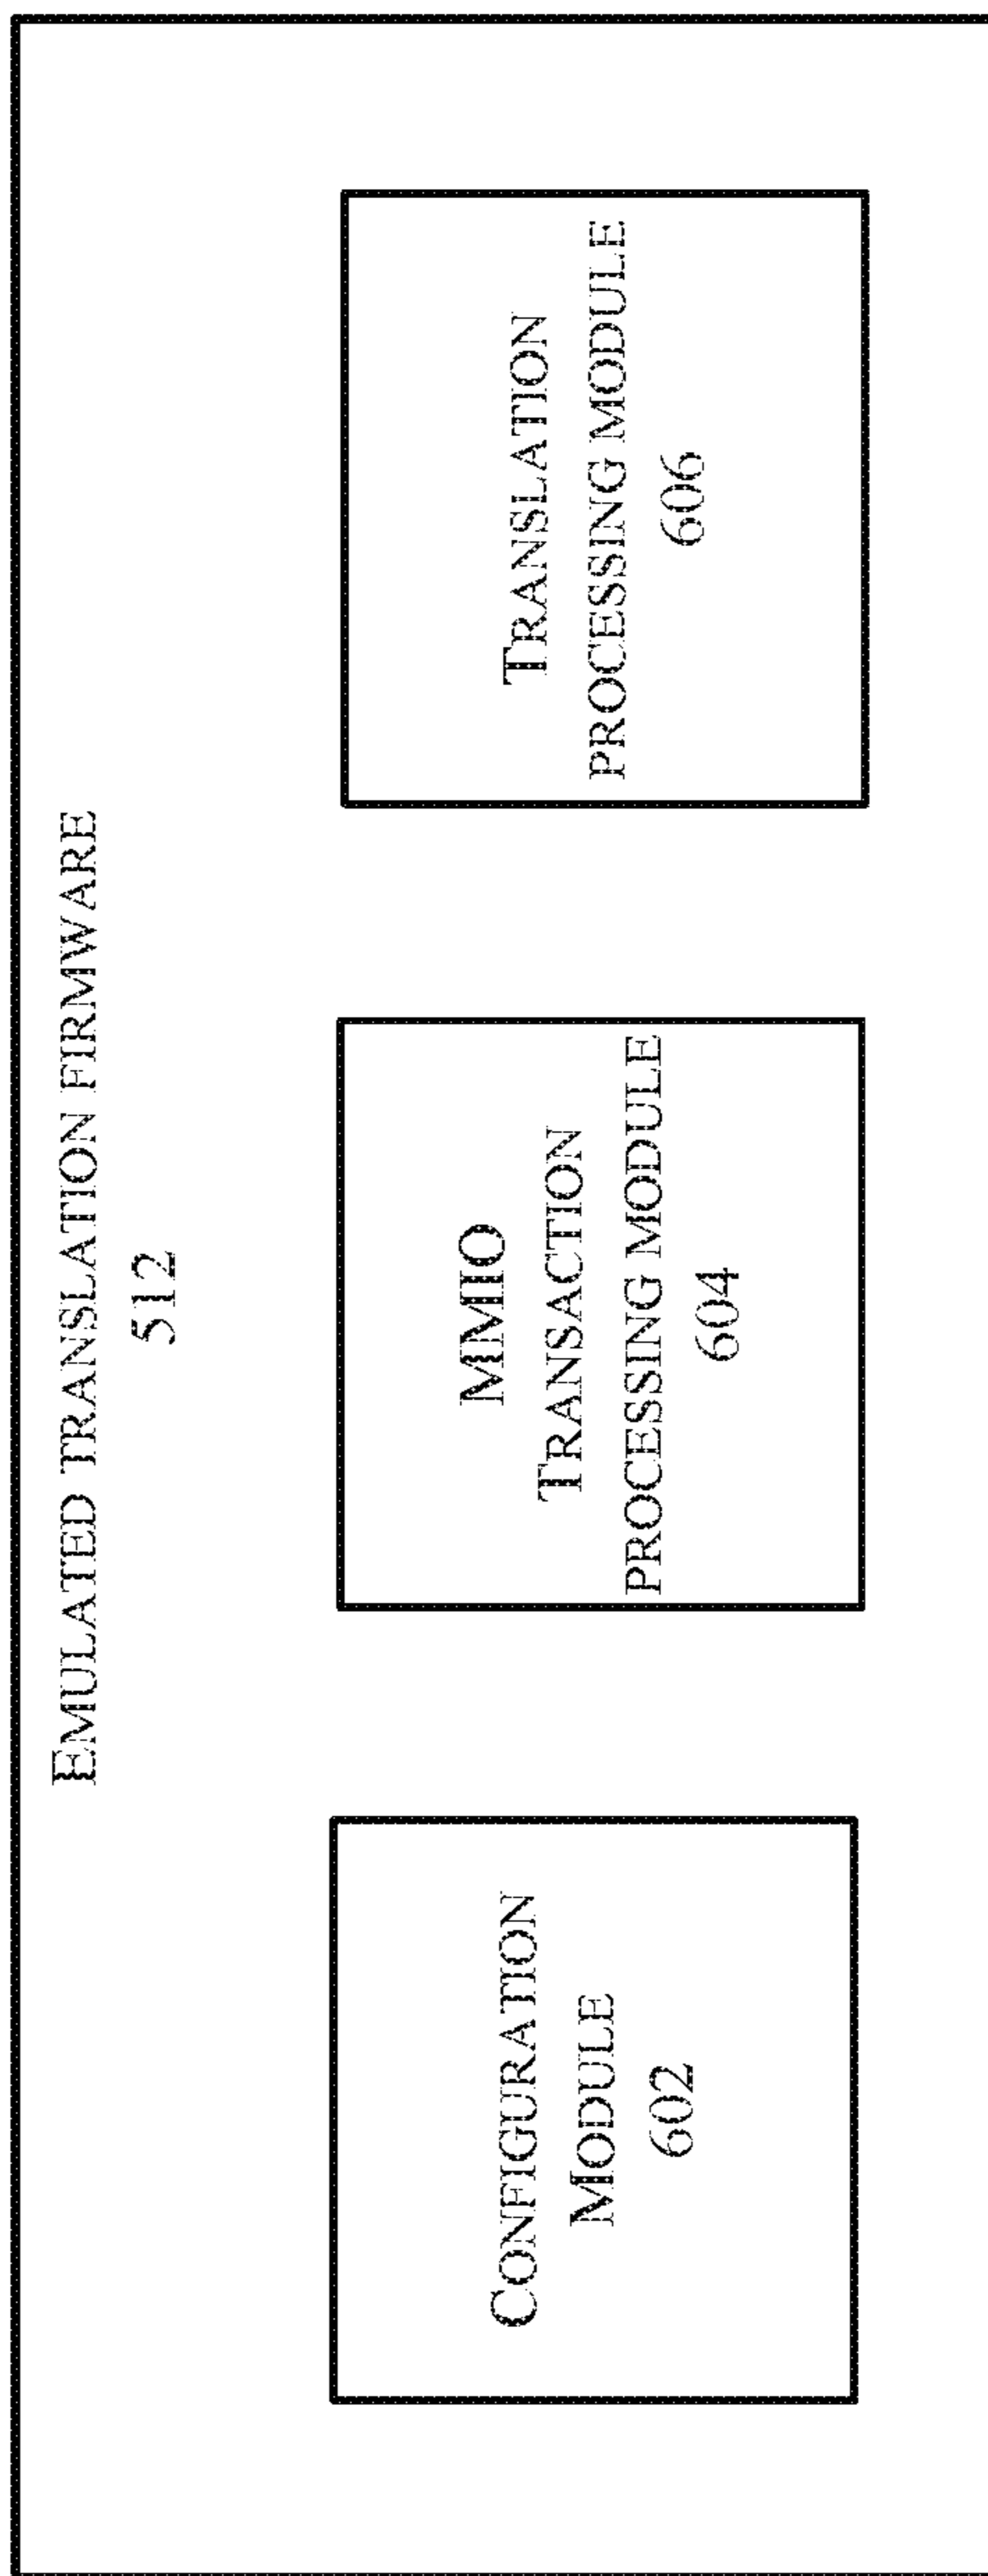 EMULATED TRANSLATION FIRMWARE
512
CONFIGURATION
MODULE
602
MMIO
TRANSACTION
PROCESSING MODULE
604
TRANSLATION
PROCESSING MODULE
606